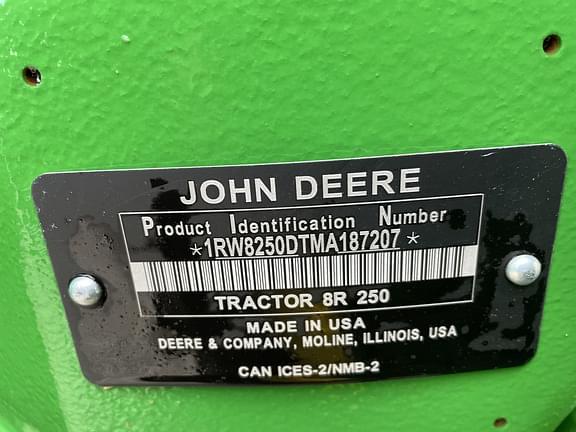 JOHN DEERE
Product Identification Number
*1RW8250DTMA187207*
TRACTOR 8R 250
MADE IN USA
DEERE & COMPANY, MOLINE, ILLINOIS, USA
CAN ICES-2/NMB-2